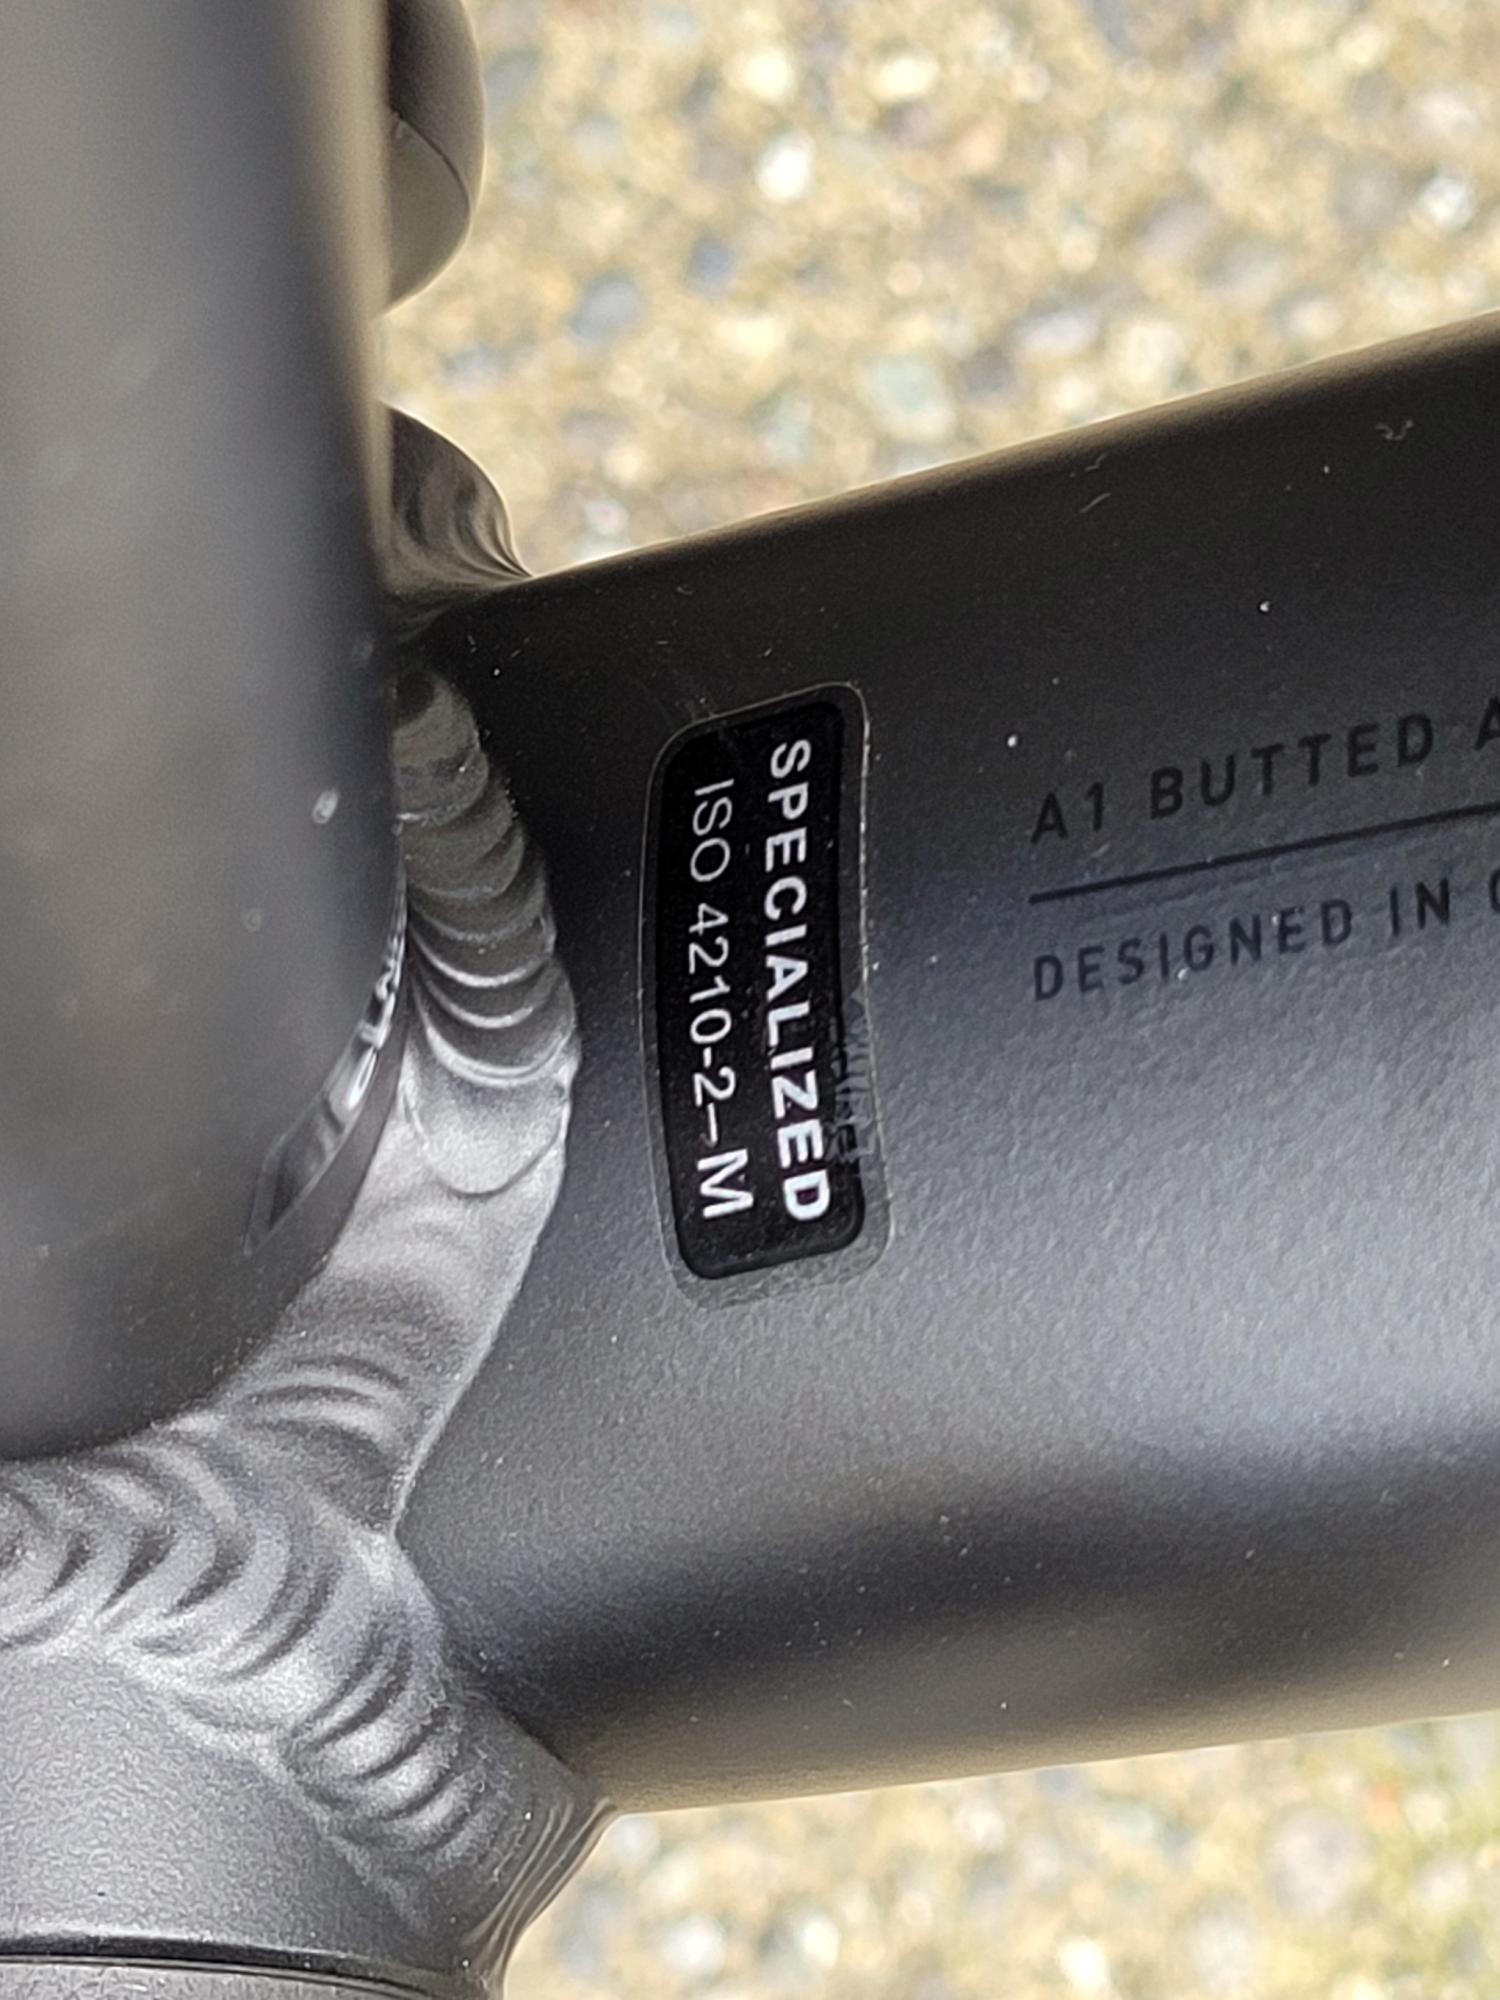 SPECIALIZED
ISO 4210-2–M
A1 BUTTED
DESIGNED IN